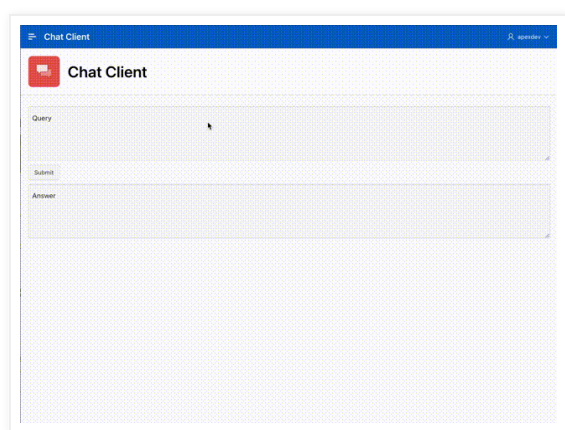 Chat Client
apexdev
Chat Client
Query
Submit
Answer